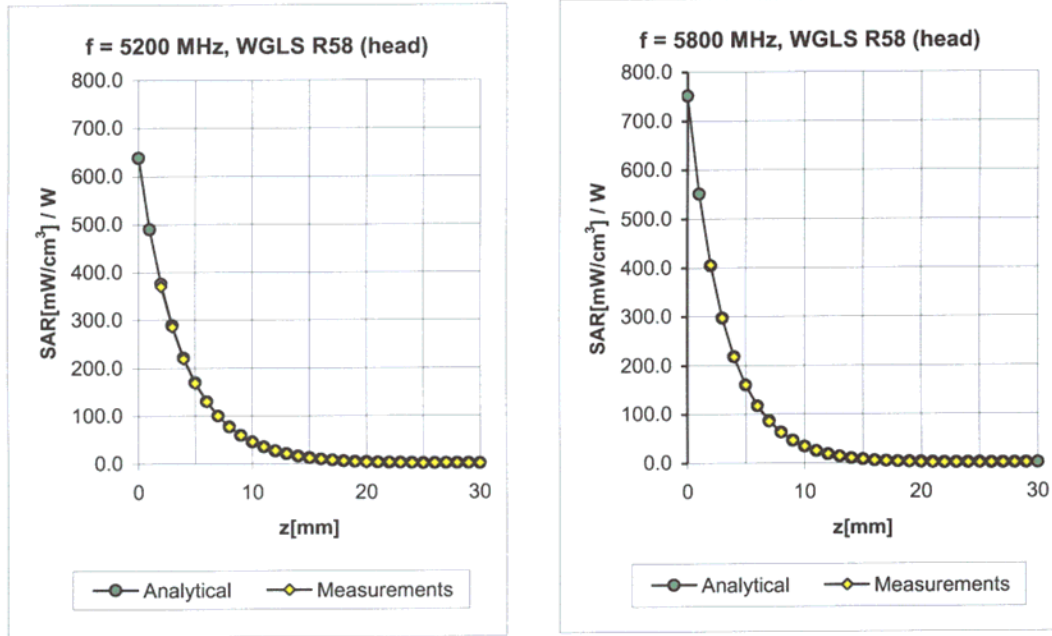 f = 5200 MHz, WGLS R58 (head)
SAR[mW/cm³] / W
800.0
700.0
600.0
500.0
400.0
300.0
200.0
100.0
0.0
0
10
20
30
z[mm]
Analytical
Measurements
f = 5800 MHz, WGLS R58 (head)
SAR[mW/cm³] / W
800.0
700.0
600.0
500.0
400.0
300.0
200.0
100.0
0.0
0
10
20
30
z[mm]
Analytical
Measurements